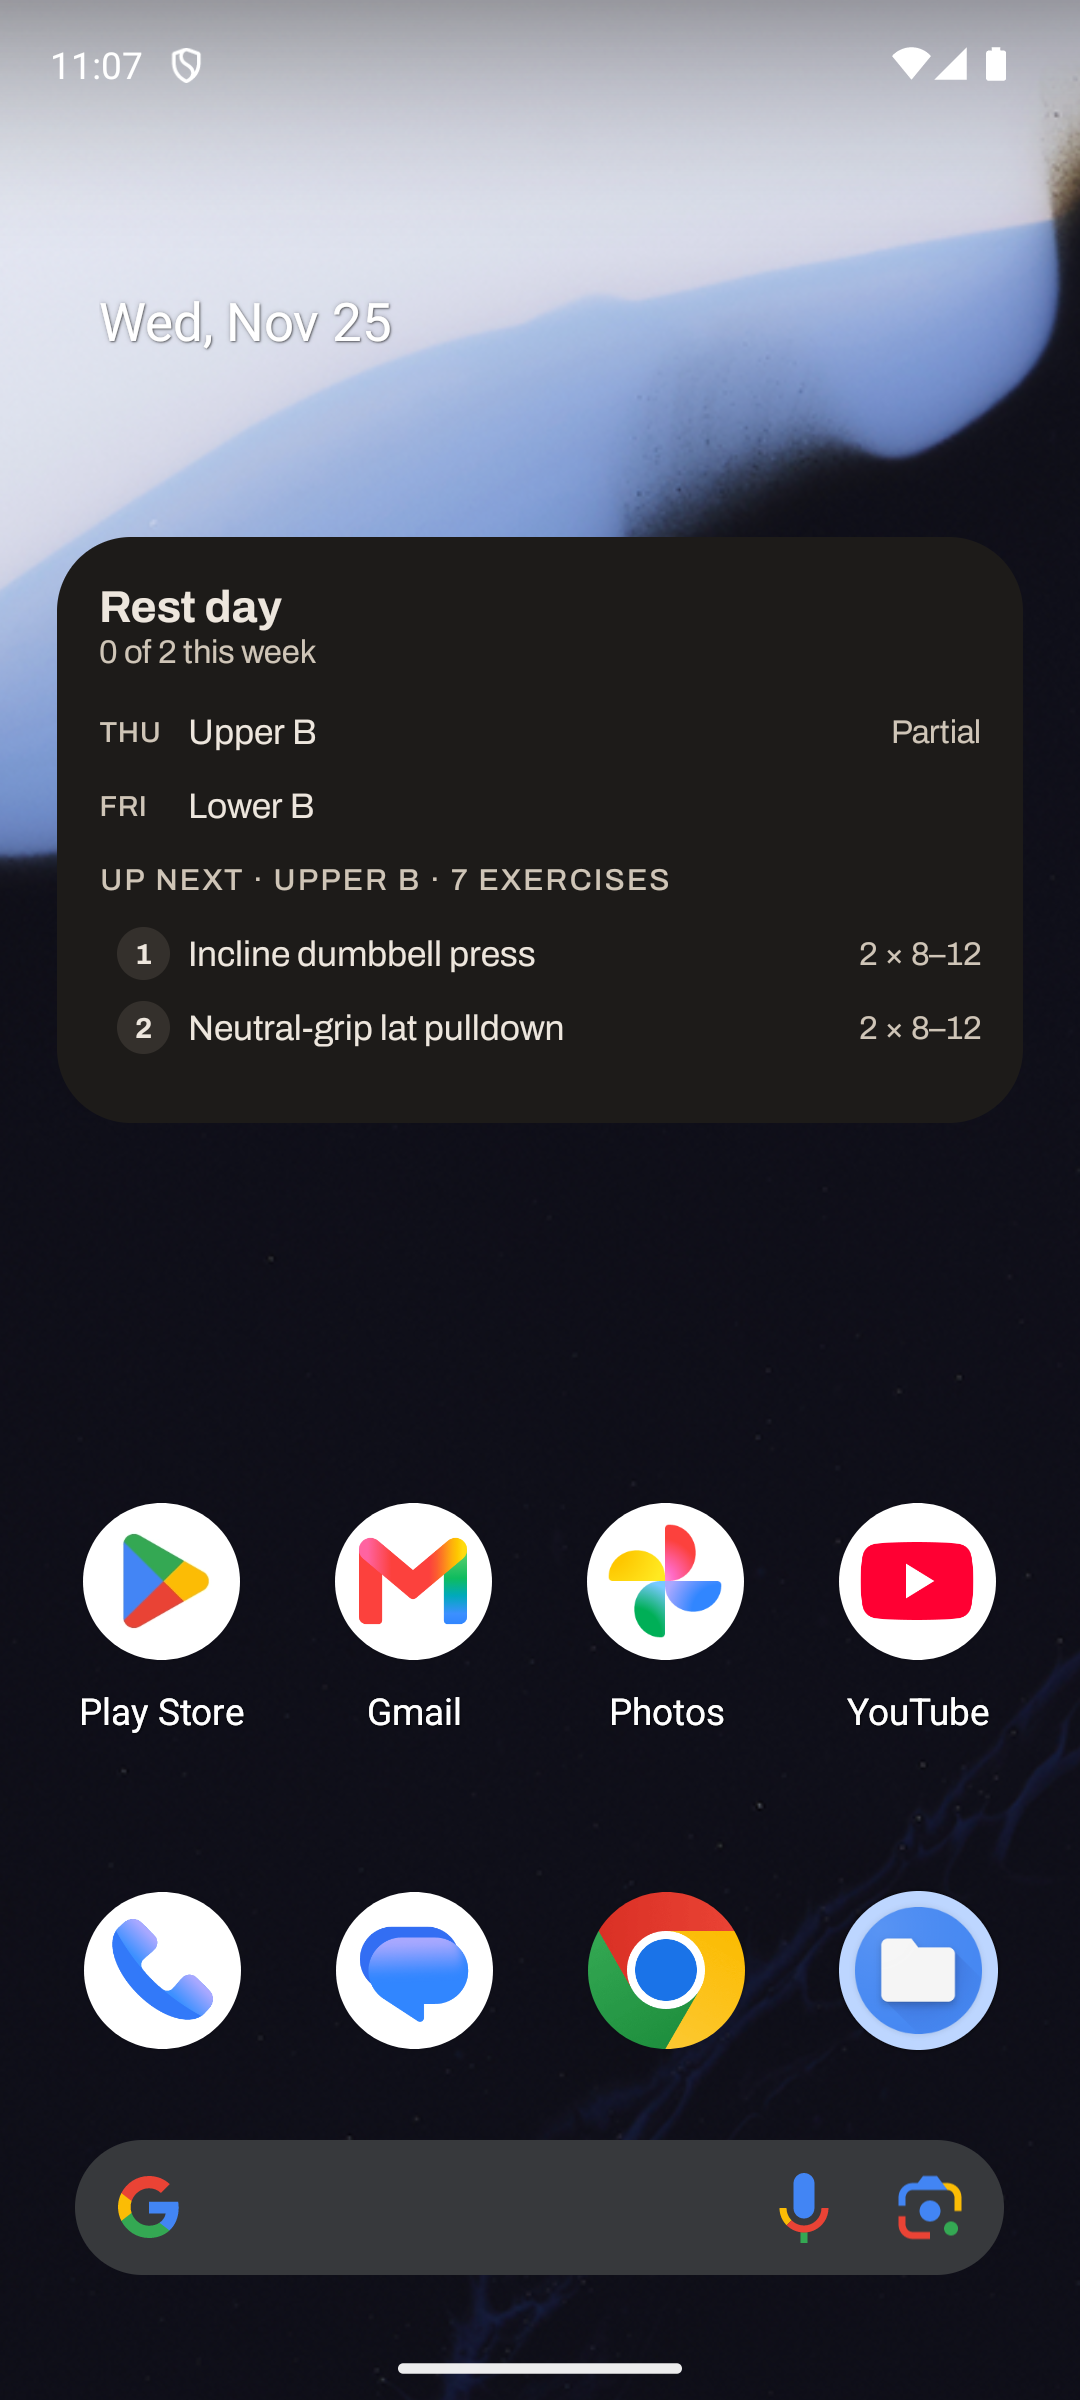 11:07
Wed, Nov 25
Rest day
0 of 2 this week
THU Upper B Partial
FRI Lower B
UP NEXT · UPPER B · 7 EXERCISES
1 Incline dumbbell press 2 × 8–12
2 Neutral-grip lat pulldown 2 × 8–12
Play Store Gmail Photos YouTube